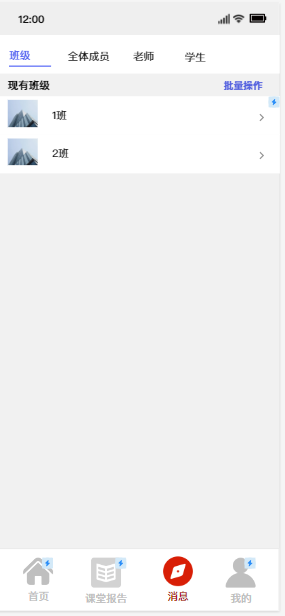 12:00
班级 全体成员 老师 学生
现有班级 批量操作
1班
2班
首页 课堂报告 消息 我的